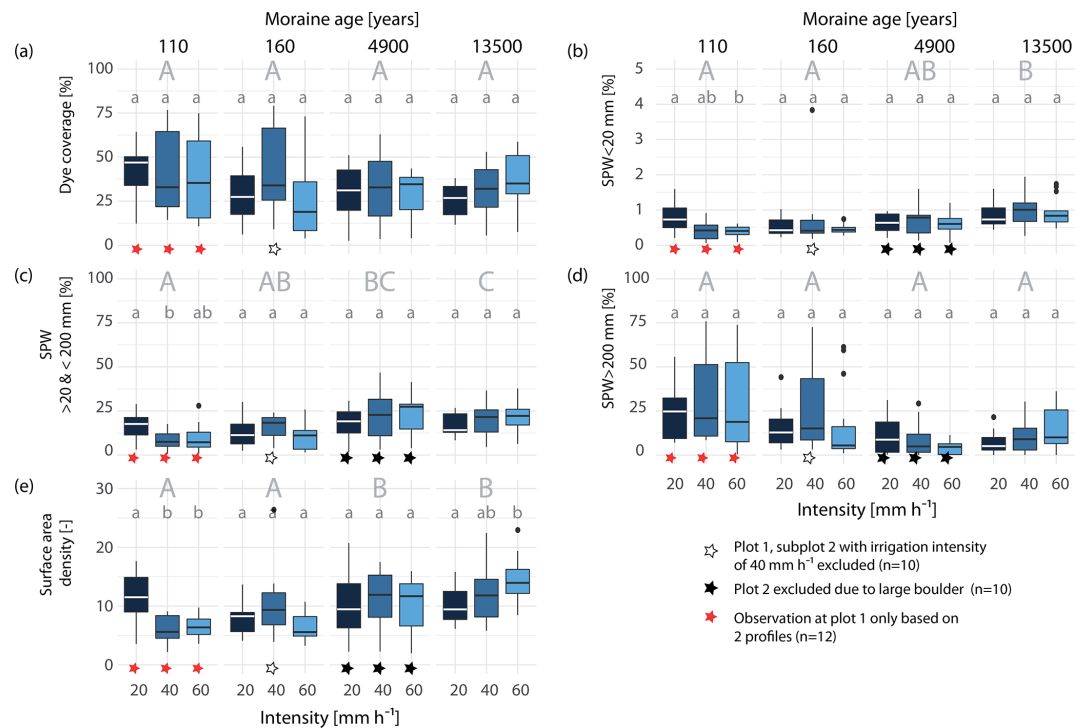 Moraine age [years]
Moraine age [years]
(a)
110
160
4900
13500
(b)
110
160
4900
13500
Dye coverage [%]
100
75
50
25
0
A
A
A
A
a
a
a
a
a
a
a
a
a
a
a
a
SPW<20 mm [%]
5
4
3
2
1
0
A
A
AB
B
a
ab
b
a
a
a
a
a
a
a
a
a
(c)
SPW
>20 & < 200 mm [%]
100
75
50
25
0
A
AB
BC
C
a
b
ab
a
a
a
a
a
a
a
a
a
(d)
SPW>200 mm [%]
100
75
50
25
0
A
A
A
A
a
a
a
a
a
a
a
a
a
a
a
a
20
40
60
20
40
60
20
40
60
20
40
60
Intensity [mm h⁻¹]
(e)
Surface area
density [-]
30
20
10
0
A
A
B
B
a
b
b
a
a
a
a
a
a
a
ab
b
20
40
60
20
40
60
20
40
60
20
40
60
Intensity [mm h⁻¹]
Plot 1, subplot 2 with irrigation intensity
of 40 mm h⁻¹ excluded (n=10)
Plot 2 excluded due to large boulder (n=10)
Observation at plot 1 only based on
2 profiles (n=12)